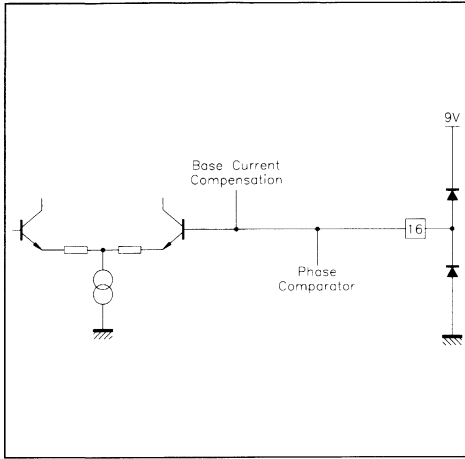 9V
Base Current
Compensation
16
Phase
Comparator